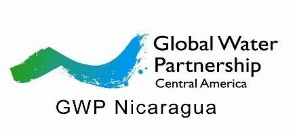 Global Water
Partnership
Central America
GWP Nicaragua